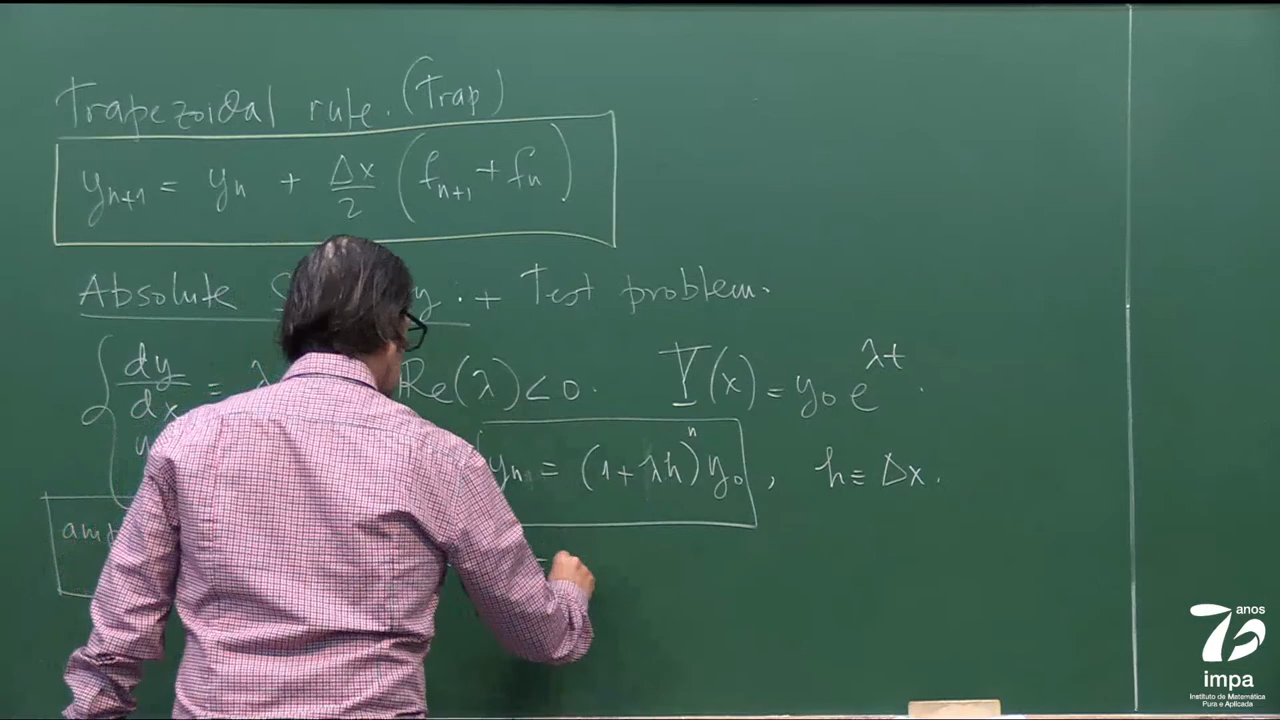 Trapezoidal rule. (Trap)
yn+1 = yn + Δx/2 (fn+1 + fn)
Absolute + Test problem.
dy/dx = λ Re(λ)<0. Y(x) = y0 e^λt.
yn = (1+λh)^n y0, h ≡ Δx.
75 anos
impa
Instituto de Matemática
Pura e Aplicada